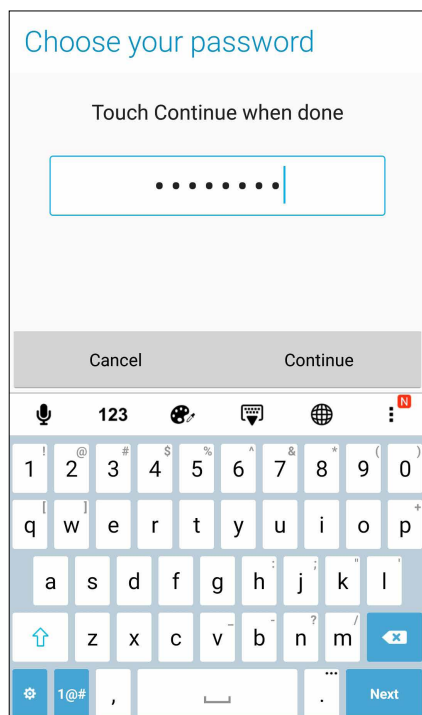 Choose your password
Touch Continue when done
••••••••
Cancel Continue
123 N
! @ # $ % ^ & * ( )
1 2 3 4 5 6 7 8 9 0
[ ] +
q w e r t y u i o p
: ; " '
a s d f g h j k l
_ - ? /
z x c v b n m
1@# , . Next